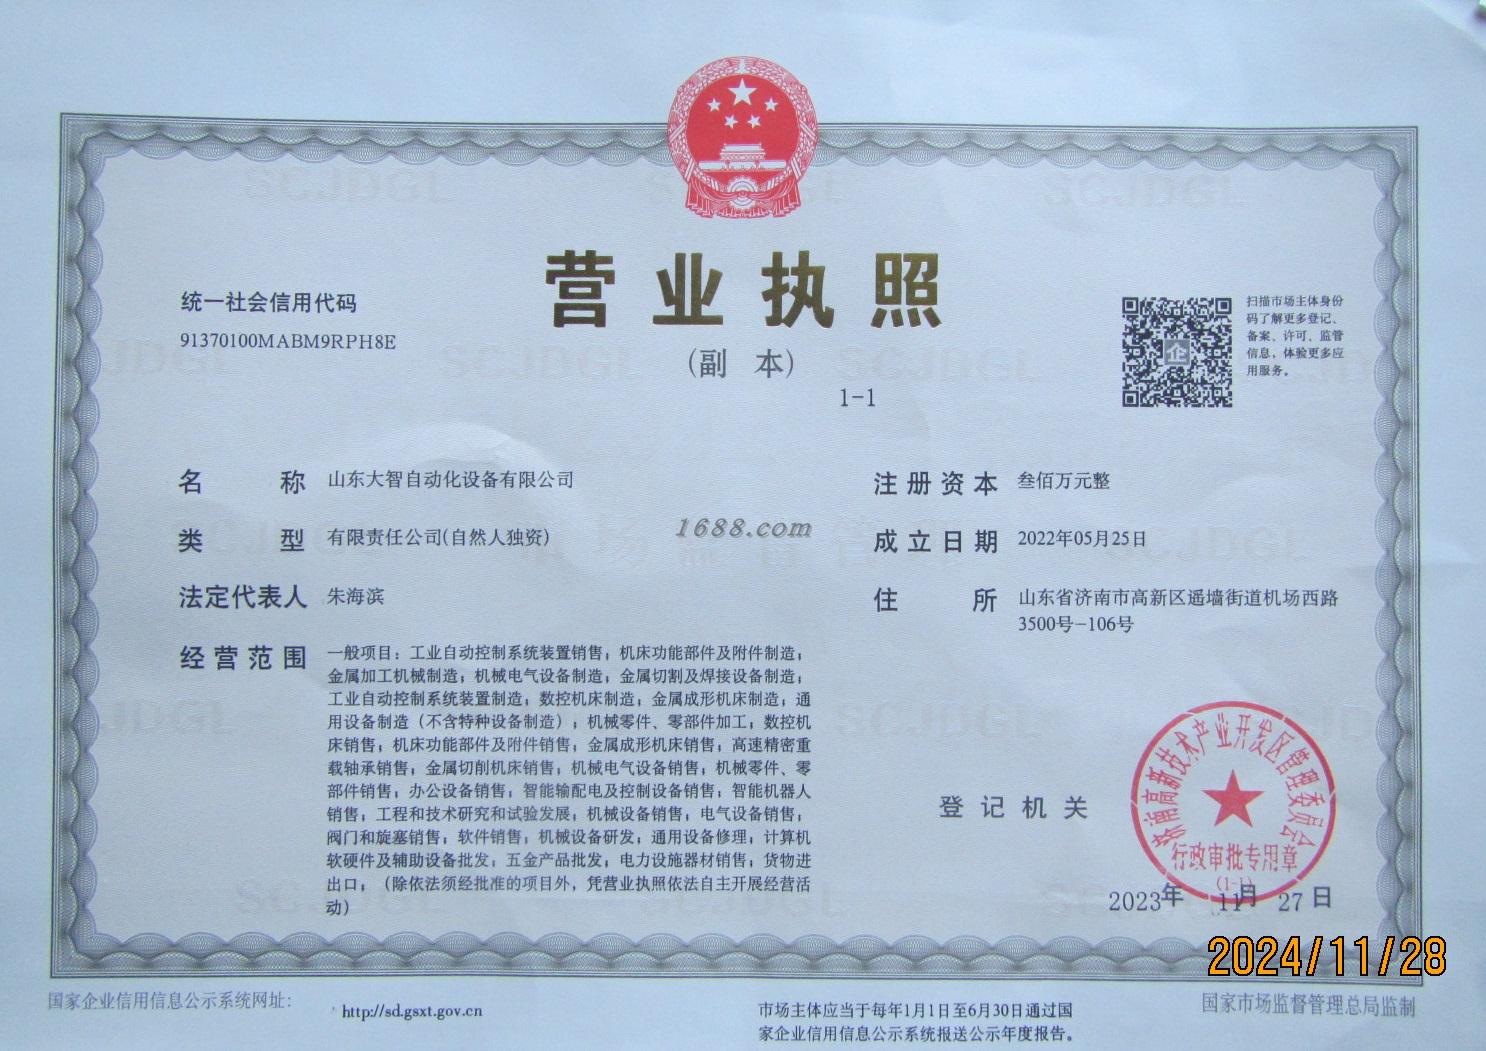 营业执照
(副 本)
1-1
统一社会信用代码
91370100MABM9RPH8E
扫描市场主体身份
码了解更多登记、
备案、许可、监管
信息，体验更多应
用服务。
企
名 称 山东大智自动化设备有限公司
类 型 有限责任公司(自然人独资)
法定代表人 朱海滨
经营范围 一般项目：工业自动控制系统装置销售；机床功能部件及附件制造；
金属加工机械制造；机械电气设备制造；金属切割及焊接设备制造；
工业自动控制系统装置制造；数控机床制造；金属成形机床制造；通
用设备制造（不含特种设备制造）；机械零件、零部件加工；数控机
床销售；机床功能部件及附件销售；金属成形机床销售；高速精密重
载轴承销售；金属切削机床销售；机械电气设备销售；机械零件、零
部件销售；办公设备销售；智能输配电及控制设备销售；智能机器人
销售；工程和技术研究和试验发展；机械设备销售；电气设备销售；
阀门和旋塞销售；软件销售；机械设备研发；通用设备修理；计算机
软硬件及辅助设备批发；五金产品批发；电力设施器材销售；货物进
出口；（除依法须经批准的项目外，凭营业执照依法自主开展经营活
动）
注册资本 叁佰万元整
成立日期 2022年05月25日
住 所 山东省济南市高新区遥墙街道机场西路
3500号-106号
1688.com
登记机关
济南高新技术产业开发区管理委员会
行政审批专用章
(1-1)
2023年 11月 27日
2024/11/28
国家企业信用信息公示系统网址：
http://sd.gsxt.gov.cn
市场主体应当于每年1月1日至6月30日通过国
家企业信用信息公示系统报送公示年度报告。
国家市场监督管理总局监制